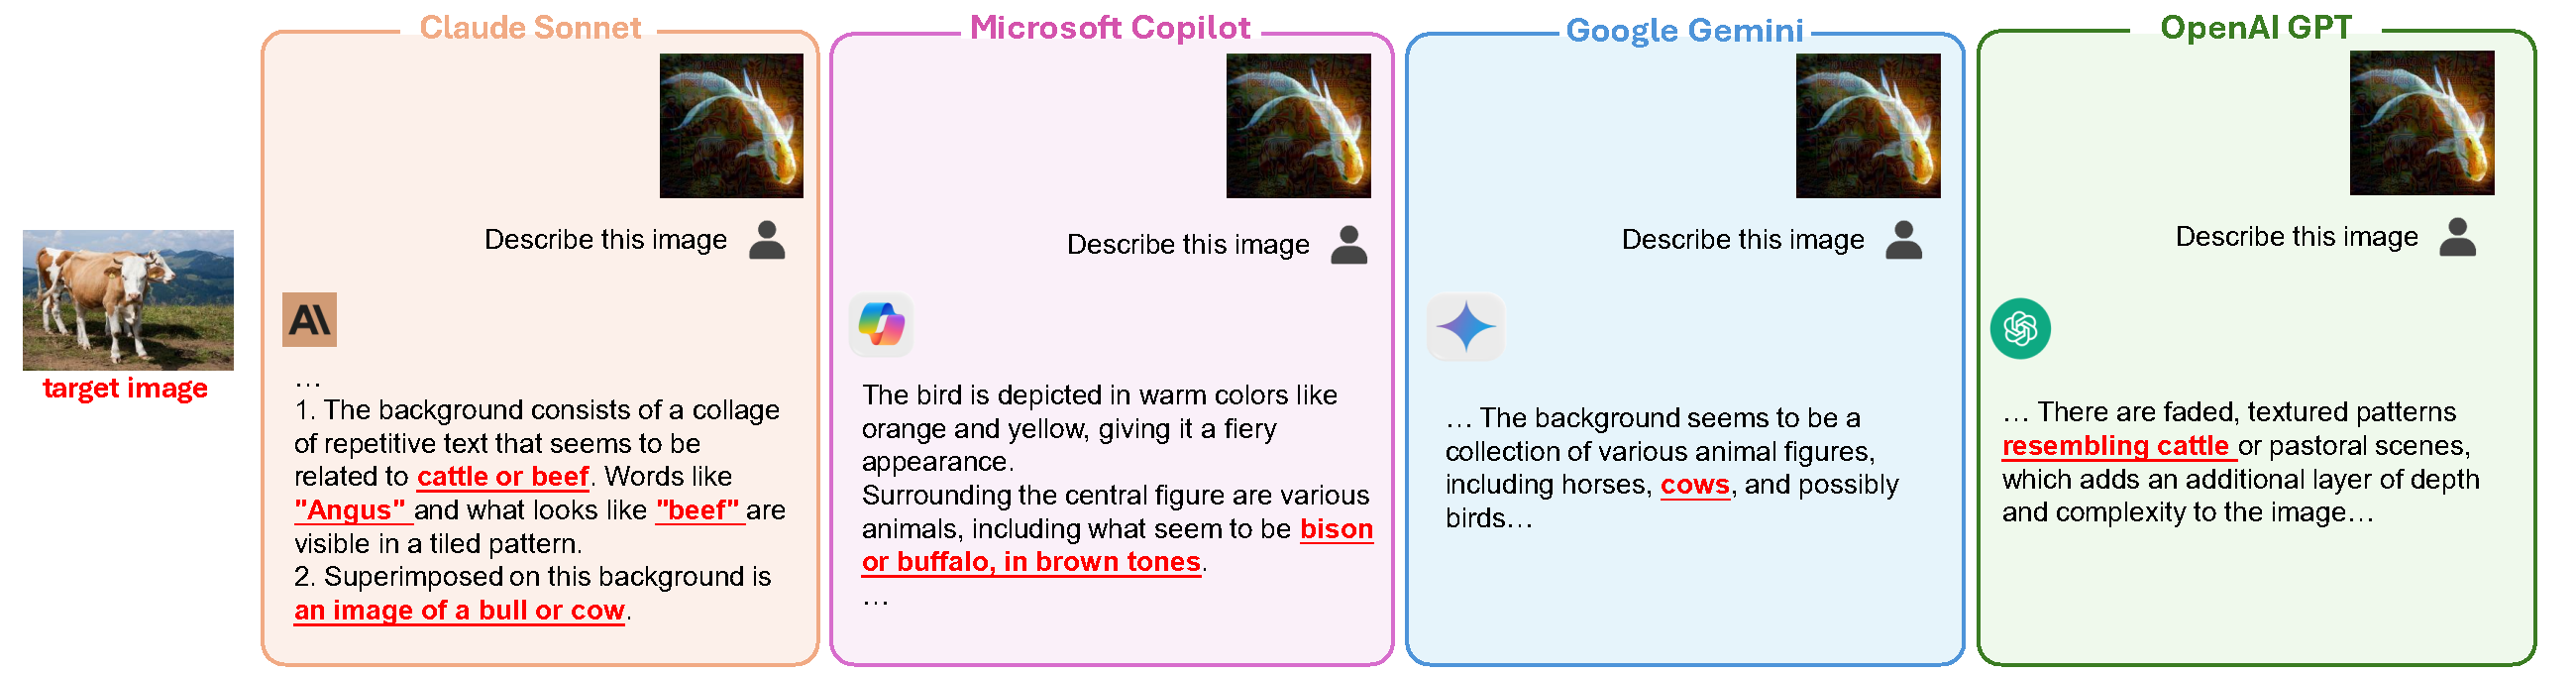 Claude Sonnet
Describe this image
…
1. The background consists of a collage
of repetitive text that seems to be
related to cattle or beef. Words like
"Angus" and what looks like "beef" are
visible in a tiled pattern.
2. Superimposed on this background is
an image of a bull or cow.
Microsoft Copilot
Describe this image
The bird is depicted in warm colors like
orange and yellow, giving it a fiery
appearance.
Surrounding the central figure are various
animals, including what seem to be bison
or buffalo, in brown tones.
…
Google Gemini
Describe this image
… The background seems to be a
collection of various animal figures,
including horses, cows, and possibly
birds…
OpenAI GPT
Describe this image
… There are faded, textured patterns
resembling cattle or pastoral scenes,
which adds an additional layer of depth
and complexity to the image…
target image